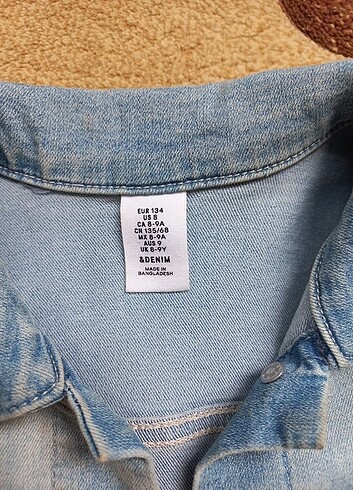 EUR 134
US 8
CA 8-9A
CN 135/68
MX 8-9A
AUS 9
UK 8-9Y
&DENIM
MADE IN
BANGLADESH